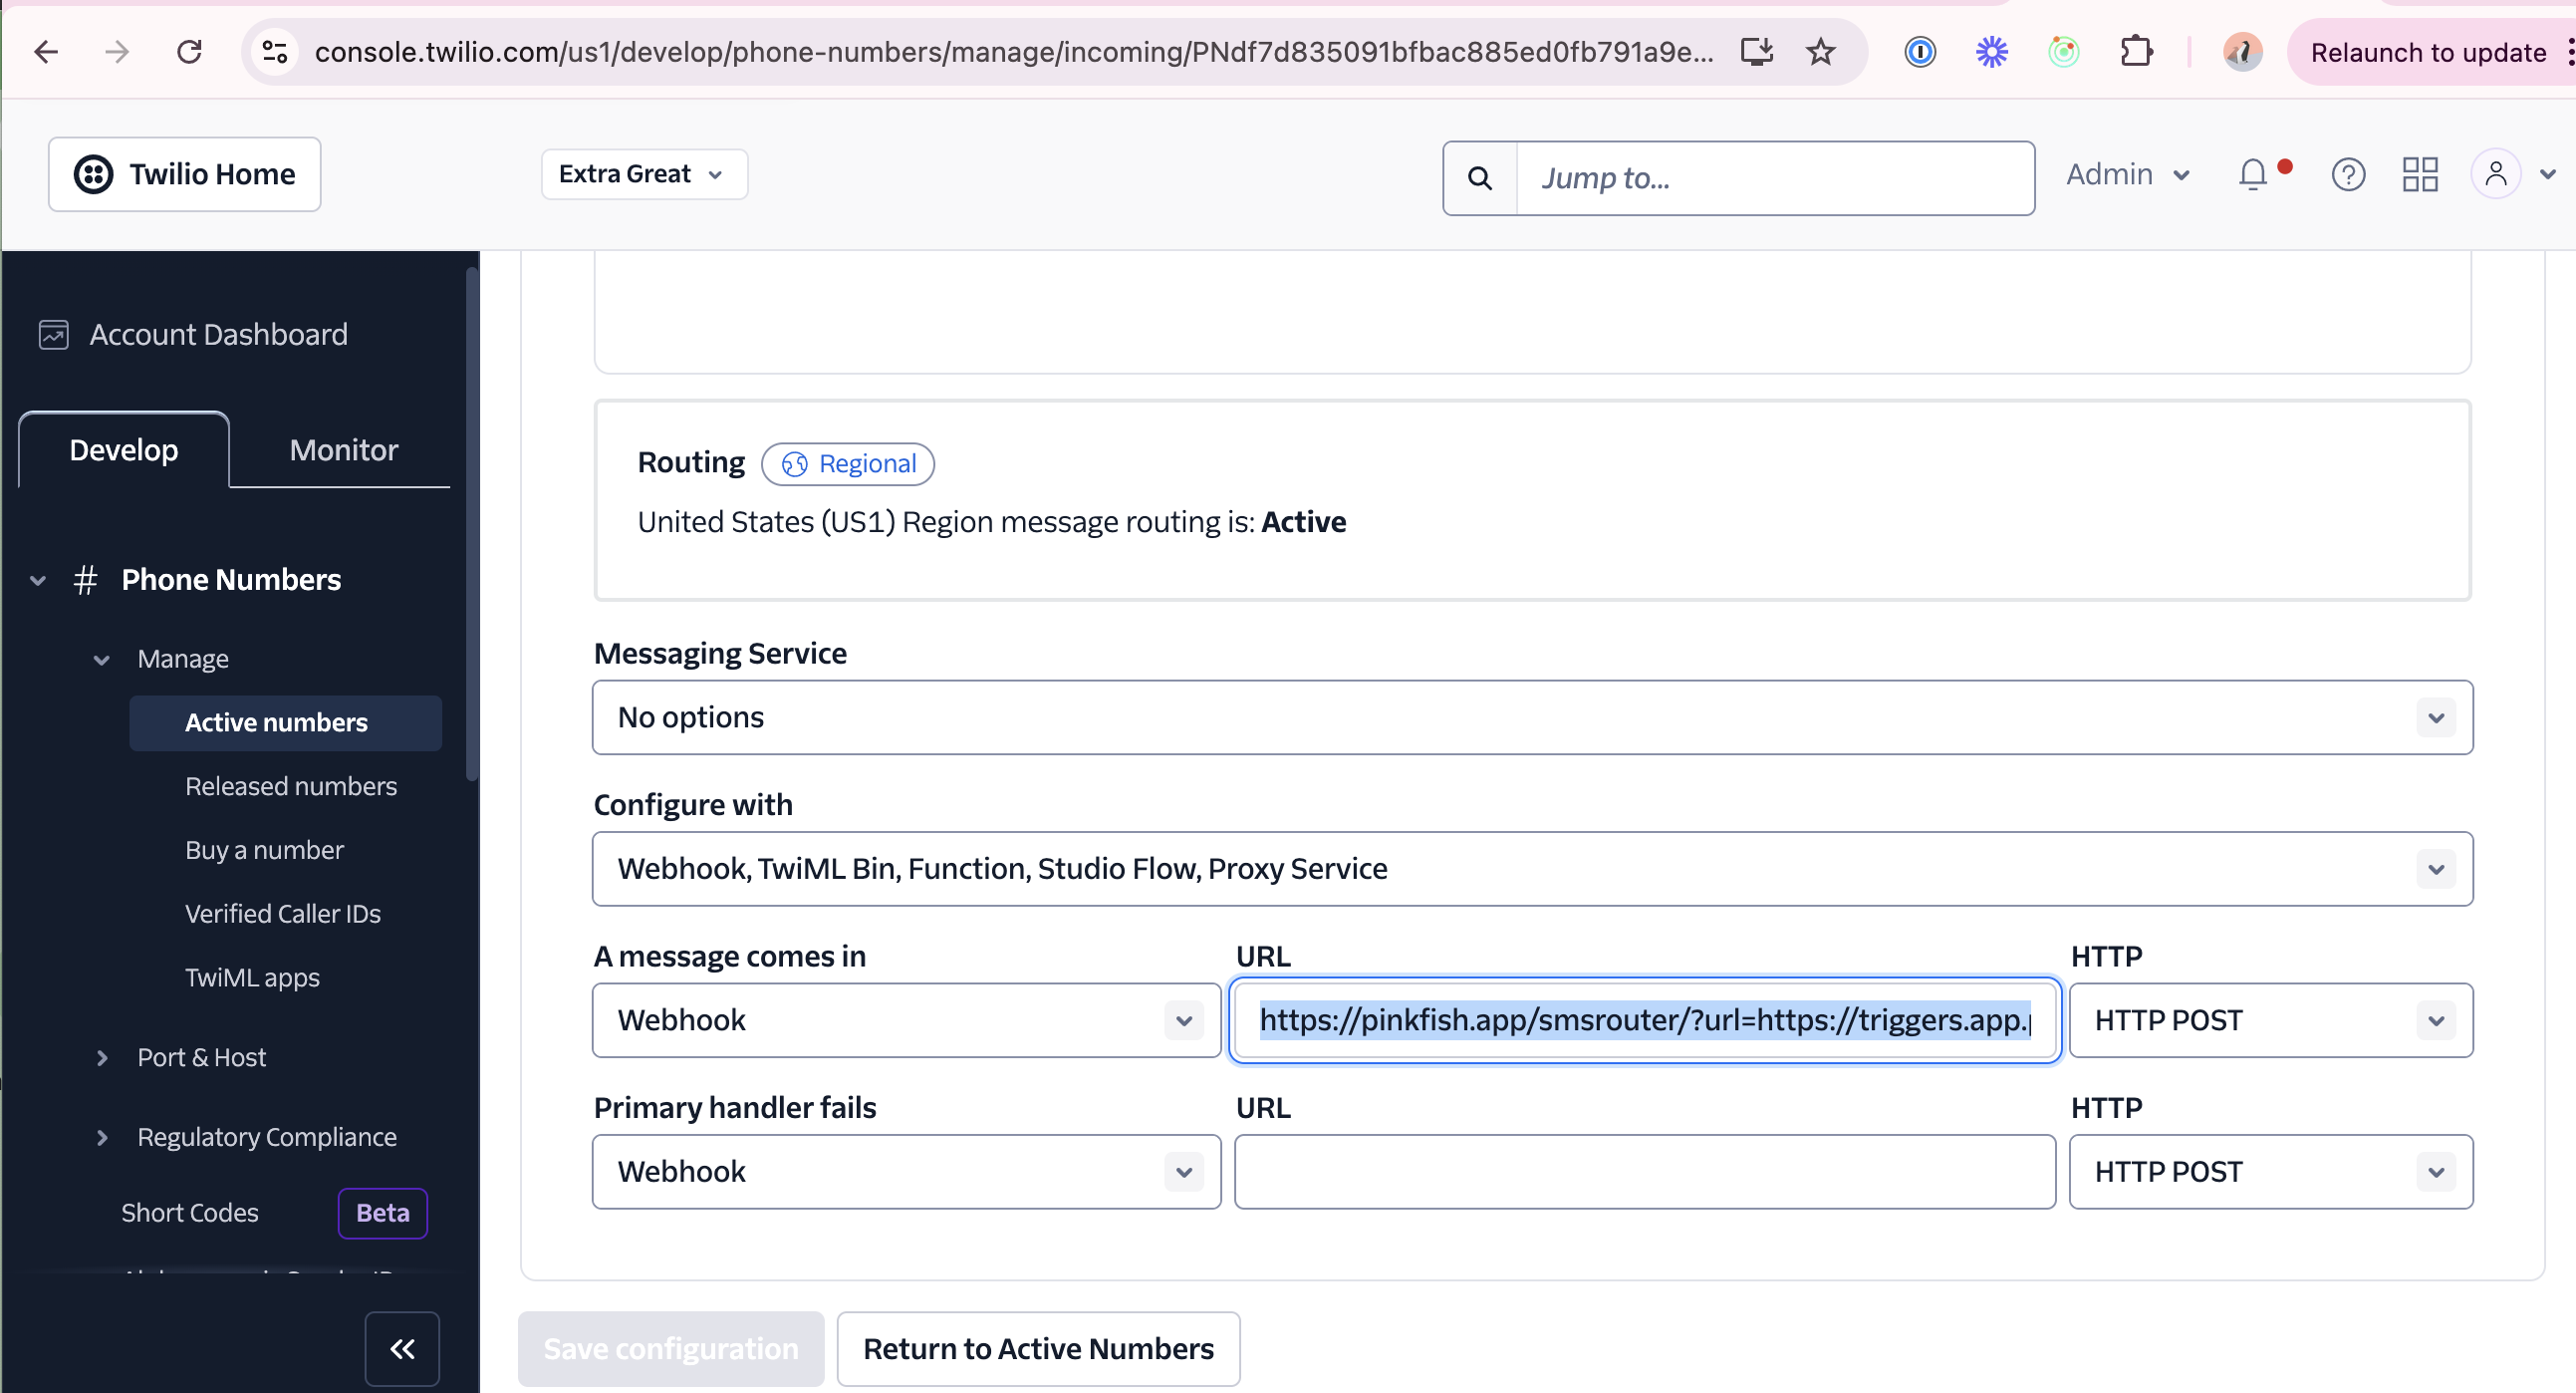 console.twilio.com/us1/develop/phone-numbers/manage/incoming/PNdf7d835091bfbac885ed0fb791a9e...
Relaunch to update
Twilio Home
Extra Great
Jump to...
Admin
Account Dashboard
Develop
Monitor
# Phone Numbers
Manage
Active numbers
Released numbers
Buy a number
Verified Caller IDs
TwiML apps
Port & Host
Regulatory Compliance
Short Codes
Beta
Routing
Regional
United States (US1) Region message routing is: Active
Messaging Service
No options
Configure with
Webhook, TwiML Bin, Function, Studio Flow, Proxy Service
A message comes in
URL
HTTP
Webhook
https://pinkfish.app/smsrouter/?url=https://triggers.app.
HTTP POST
Primary handler fails
URL
HTTP
Webhook
HTTP POST
Save configuration
Return to Active Numbers